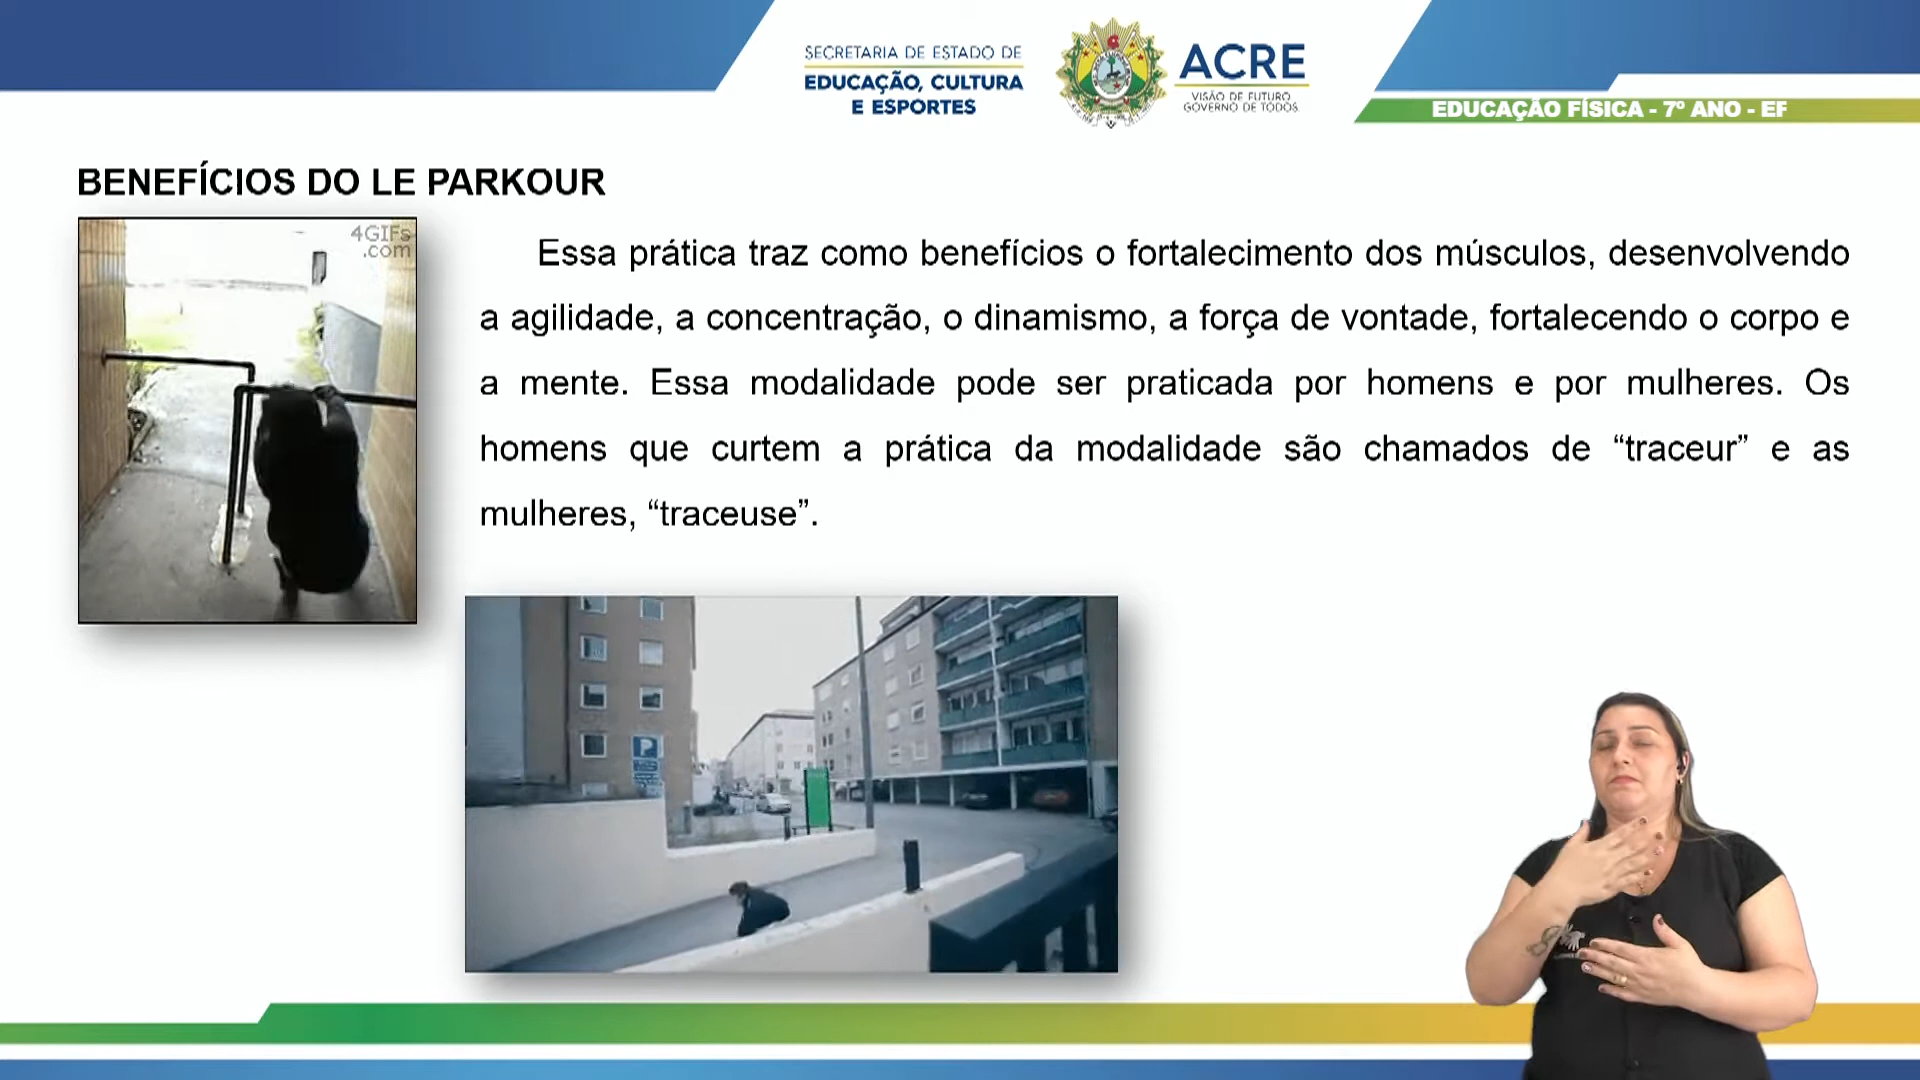 SECRETARIA DE ESTADO DE
EDUCAÇÃO, CULTURA
E ESPORTES
ACRE
VISÃO DE FUTURO
GOVERNO DE TODOS
EDUCAÇÃO FÍSICA - 7º ANO - EF
BENEFÍCIOS DO LE PARKOUR
4GIFs
.com
Essa prática traz como benefícios o fortalecimento dos músculos, desenvolvendo
a agilidade, a concentração, o dinamismo, a força de vontade, fortalecendo o corpo e
a mente. Essa modalidade pode ser praticada por homens e por mulheres. Os
homens que curtem a prática da modalidade são chamados de “traceur” e as
mulheres, “traceuse”.
P